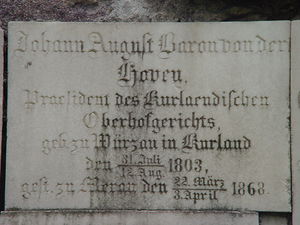 Johann August Baron von der
Hoven,
Praesident des Kurlaendischen
Oberhofgerichts,
geb. zu Würzau in Kurland
den 31. Juli / 12. Aug. 1803,
gest. zu Meran den 22. März / 3. April 1868.